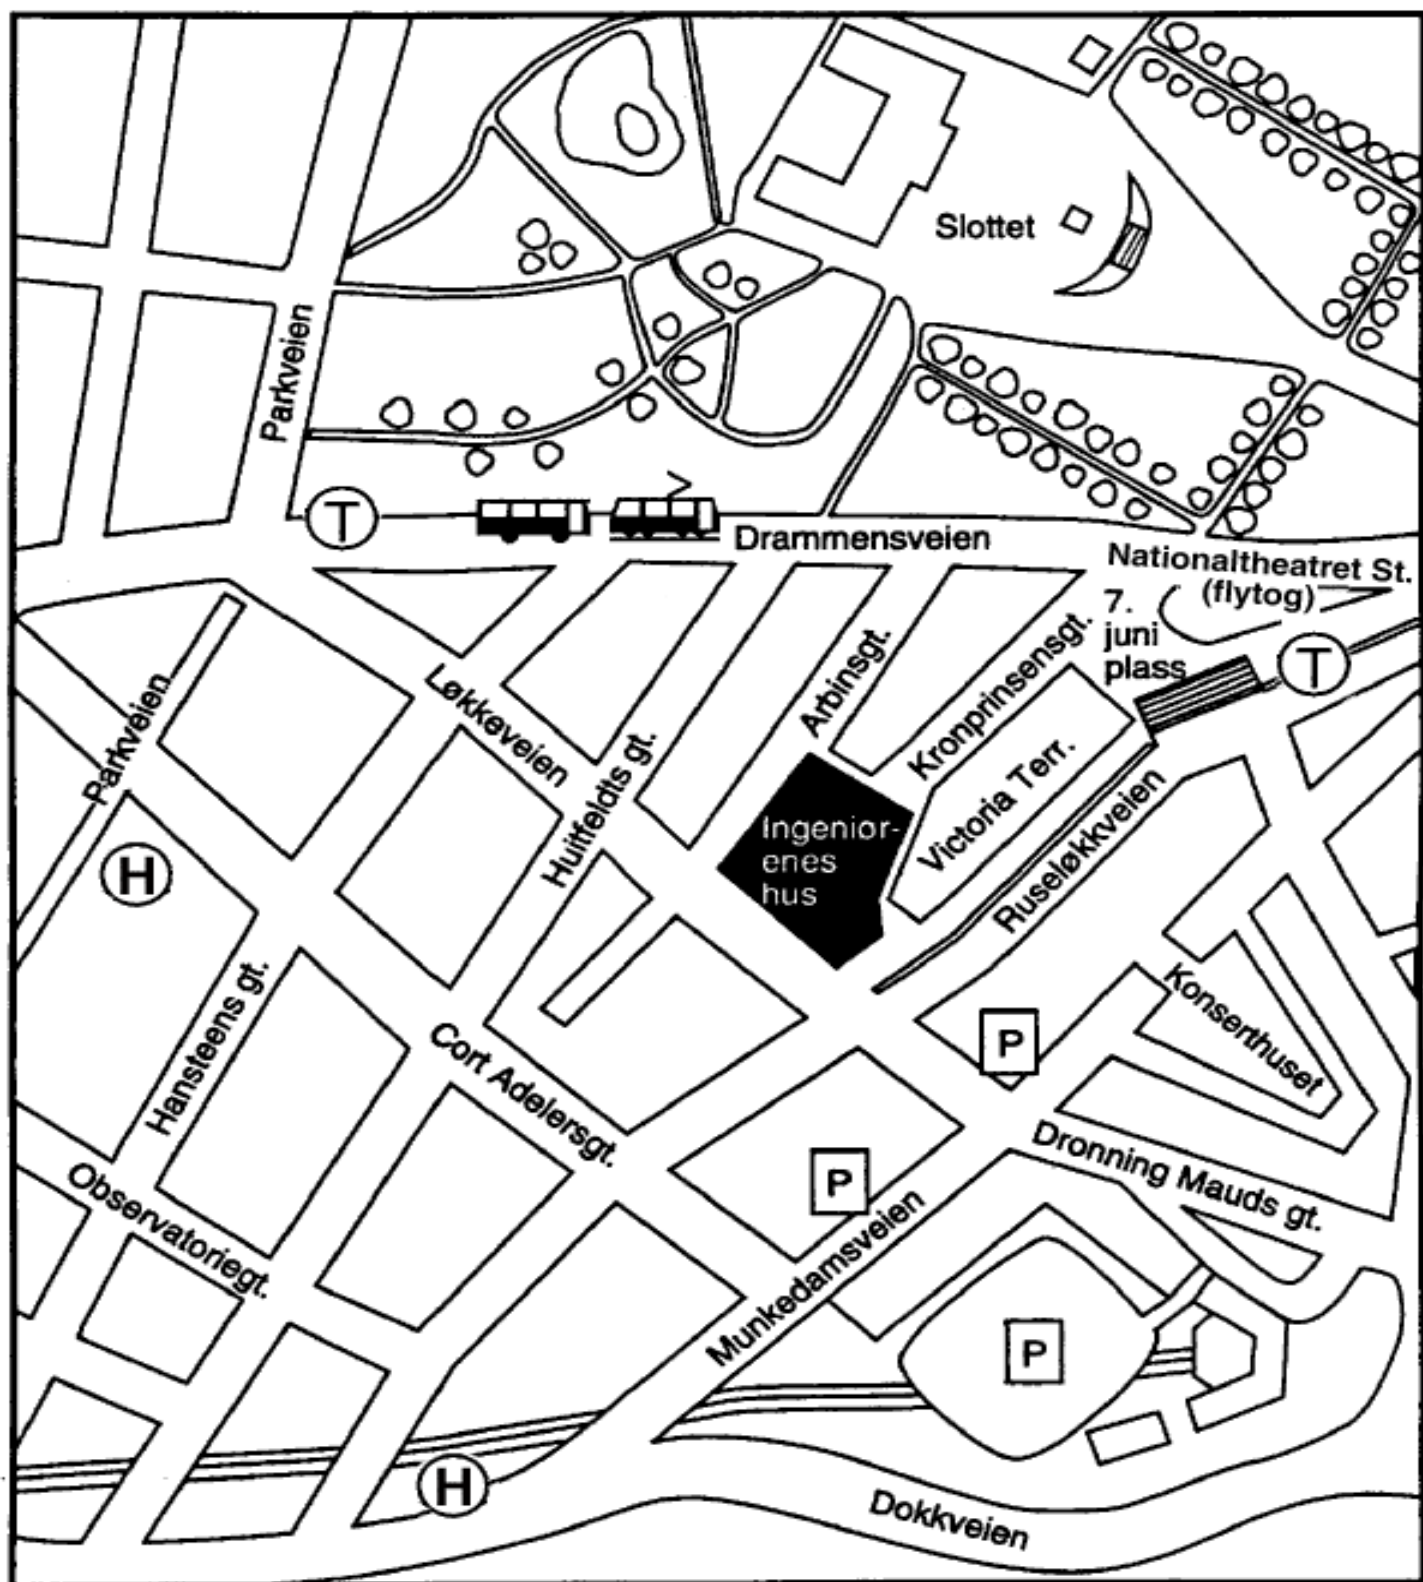 Slottet
Parkveien
T
Drammensveien
Nationaltheatret St.
(flytog)
7.
juni
plass
T
Arbinsgt.
Kronprinsensgt.
Løkkeveien
Parkveien
Huitfeldts gt.
Victoria Terr.
Ruseløkkveien
Ingeniør-
enes
hus
H
Hansteens gt.
Konserthuset
P
Cort Adelersgt.
Dronning Mauds gt.
Observatoriegt.
P
Munkedamsveien
P
H
Dokkveien